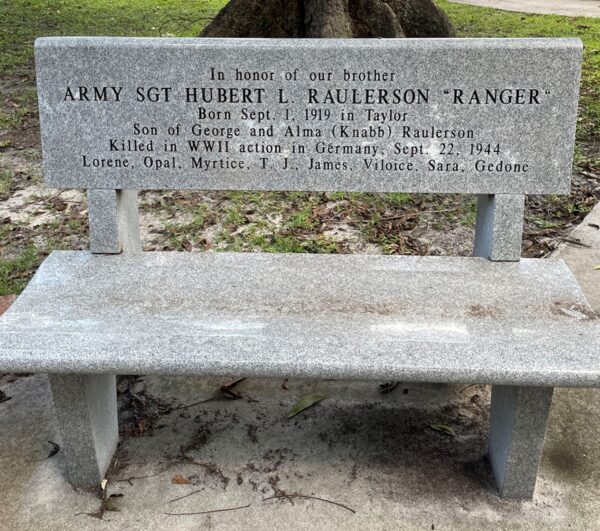 In honor of our brother
ARMY SGT HUBERT L. RAULERSON "RANGER"
Born Sept. 1, 1919 in Taylor
Son of George and Alma (Knabb) Raulerson
Killed in WWII action in Germany, Sept. 22, 1944
Lorene, Opal, Myrtice, T. J., James, Viloice, Sara, Gedone